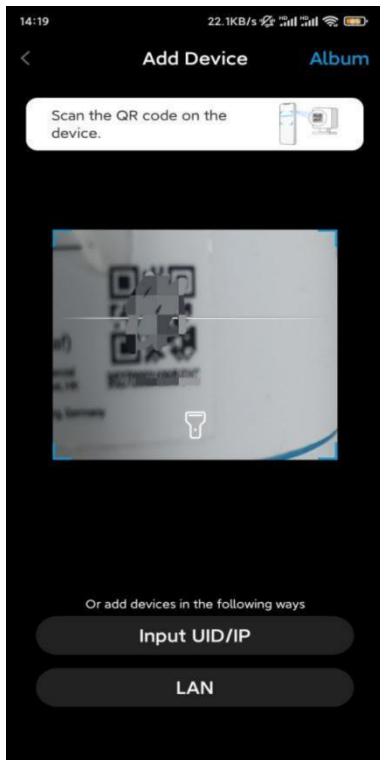 14:19
22.1KB/s
Add Device
Album
Scan the QR code on the
device.
Germany
Or add devices in the following ways
Input UID/IP
LAN